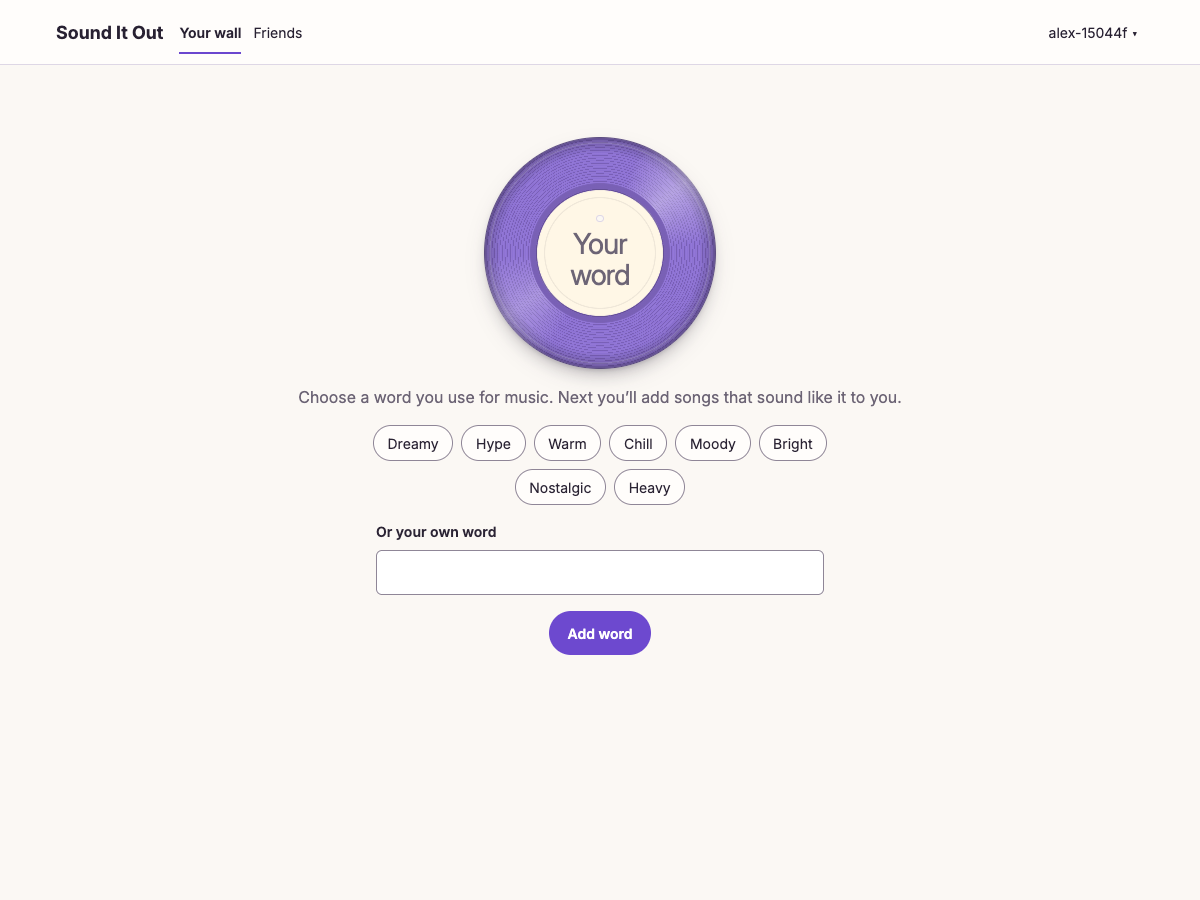 Sound It Out Your wall Friends alex-15044f ▾
Your
word
Choose a word you use for music. Next you’ll add songs that sound like it to you.
Dreamy Hype Warm Chill Moody Bright
Nostalgic Heavy
Or your own word
Add word